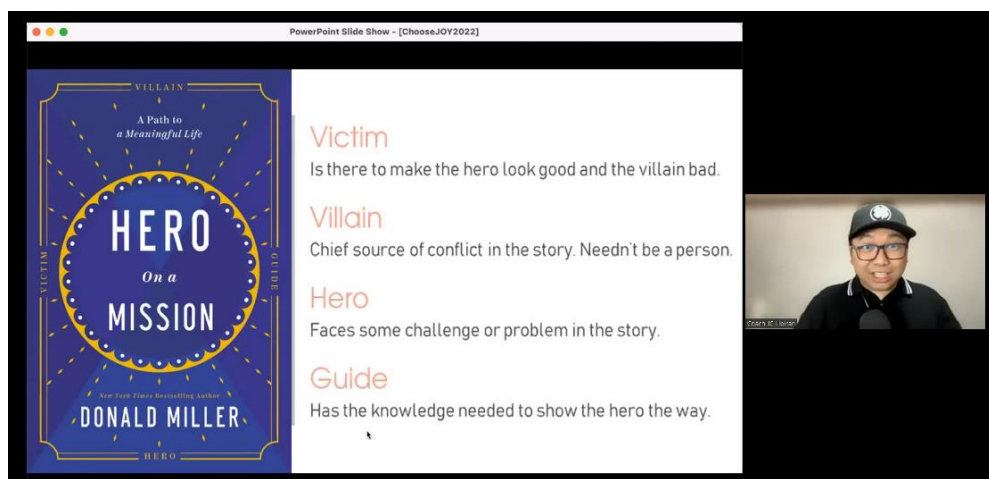 PowerPoint Slide Show - [ChooseJOY2022]
VILLAIN
A Path to
a Meaningful Life
HERO
On a
MISSION
VICTIM
GUIDE
New York Times Bestselling Author
DONALD MILLER
HERO
Victim
Is there to make the hero look good and the villain bad.
Villain
Chief source of conflict in the story. Needn't be a person.
Hero
Faces some challenge or problem in the story.
Guide
Has the knowledge needed to show the hero the way.
Coach JC Libiran